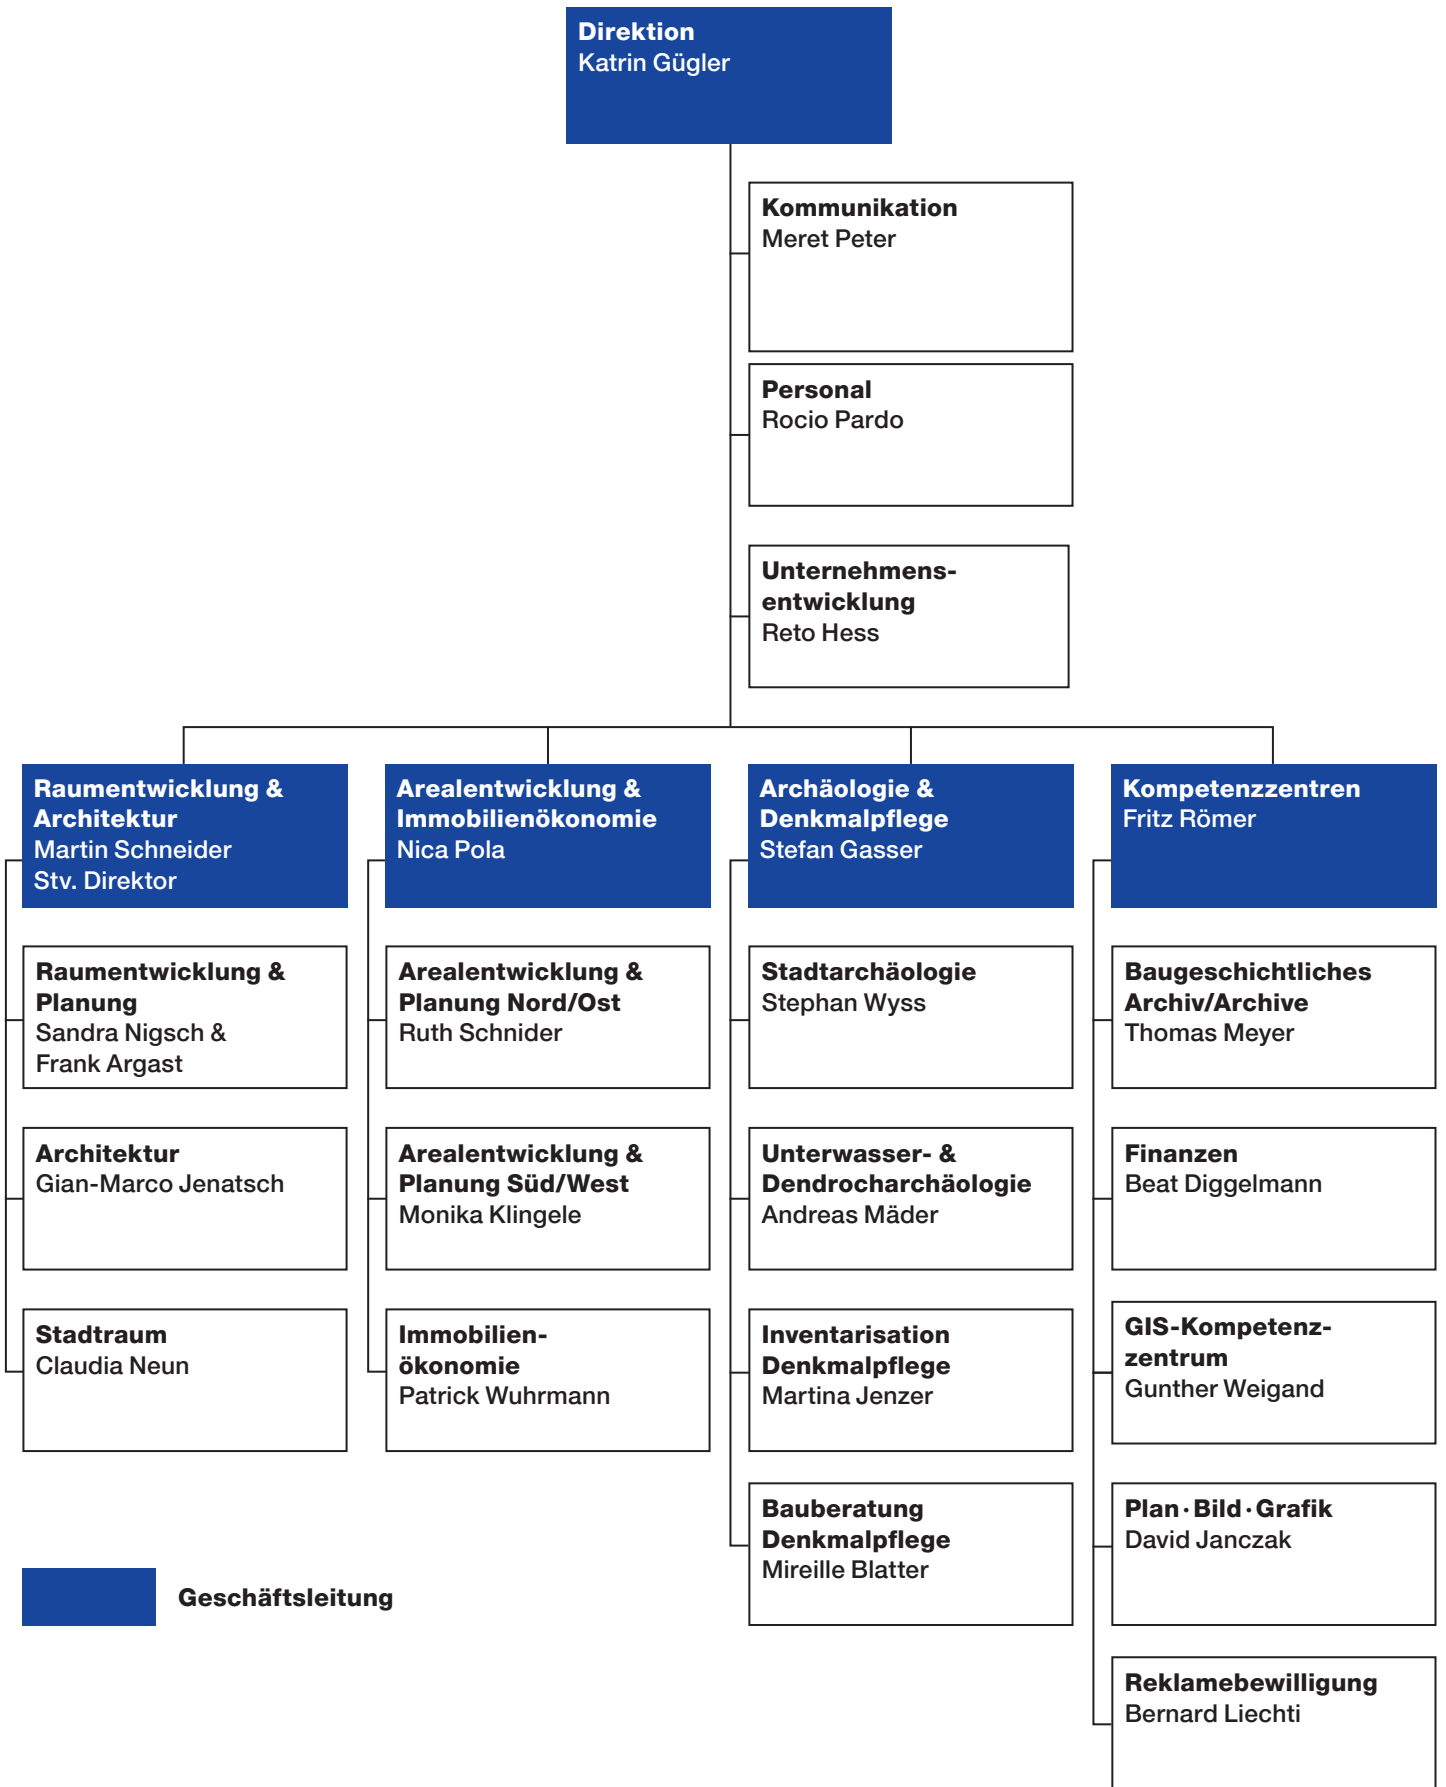 Direktion
Katrin Gügler
Kommunikation
Meret Peter
Personal
Rocio Pardo
Unternehmens-
entwicklung
Reto Hess
Raumentwicklung &
Architektur
Martin Schneider
Stv. Direktor
Raumentwicklung &
Planung
Sandra Nigsch &
Frank Argast
Architektur
Gian-Marco Jenatsch
Stadtraum
Claudia Neun
Arealentwicklung &
Immobilienökonomie
Nica Pola
Arealentwicklung &
Planung Nord/Ost
Ruth Schnider
Arealentwicklung &
Planung Süd/West
Monika Klingele
Immobilien-
ökonomie
Patrick Wuhrmann
Archäologie &
Denkmalpflege
Stefan Gasser
Stadtarchäologie
Stephan Wyss
Unterwasser- &
Dendrocharchäologie
Andreas Mäder
Inventarisation
Denkmalpflege
Martina Jenzer
Bauberatung
Denkmalpflege
Mireille Blatter
Kompetenzzentren
Fritz Römer
Baugeschichtliches
Archiv/Archive
Thomas Meyer
Finanzen
Beat Diggelmann
GIS-Kompetenz-
zentrum
Gunther Weigand
Plan · Bild · Grafik
David Janczak
Reklamebewilligung
Bernard Liechti
Geschäftsleitung